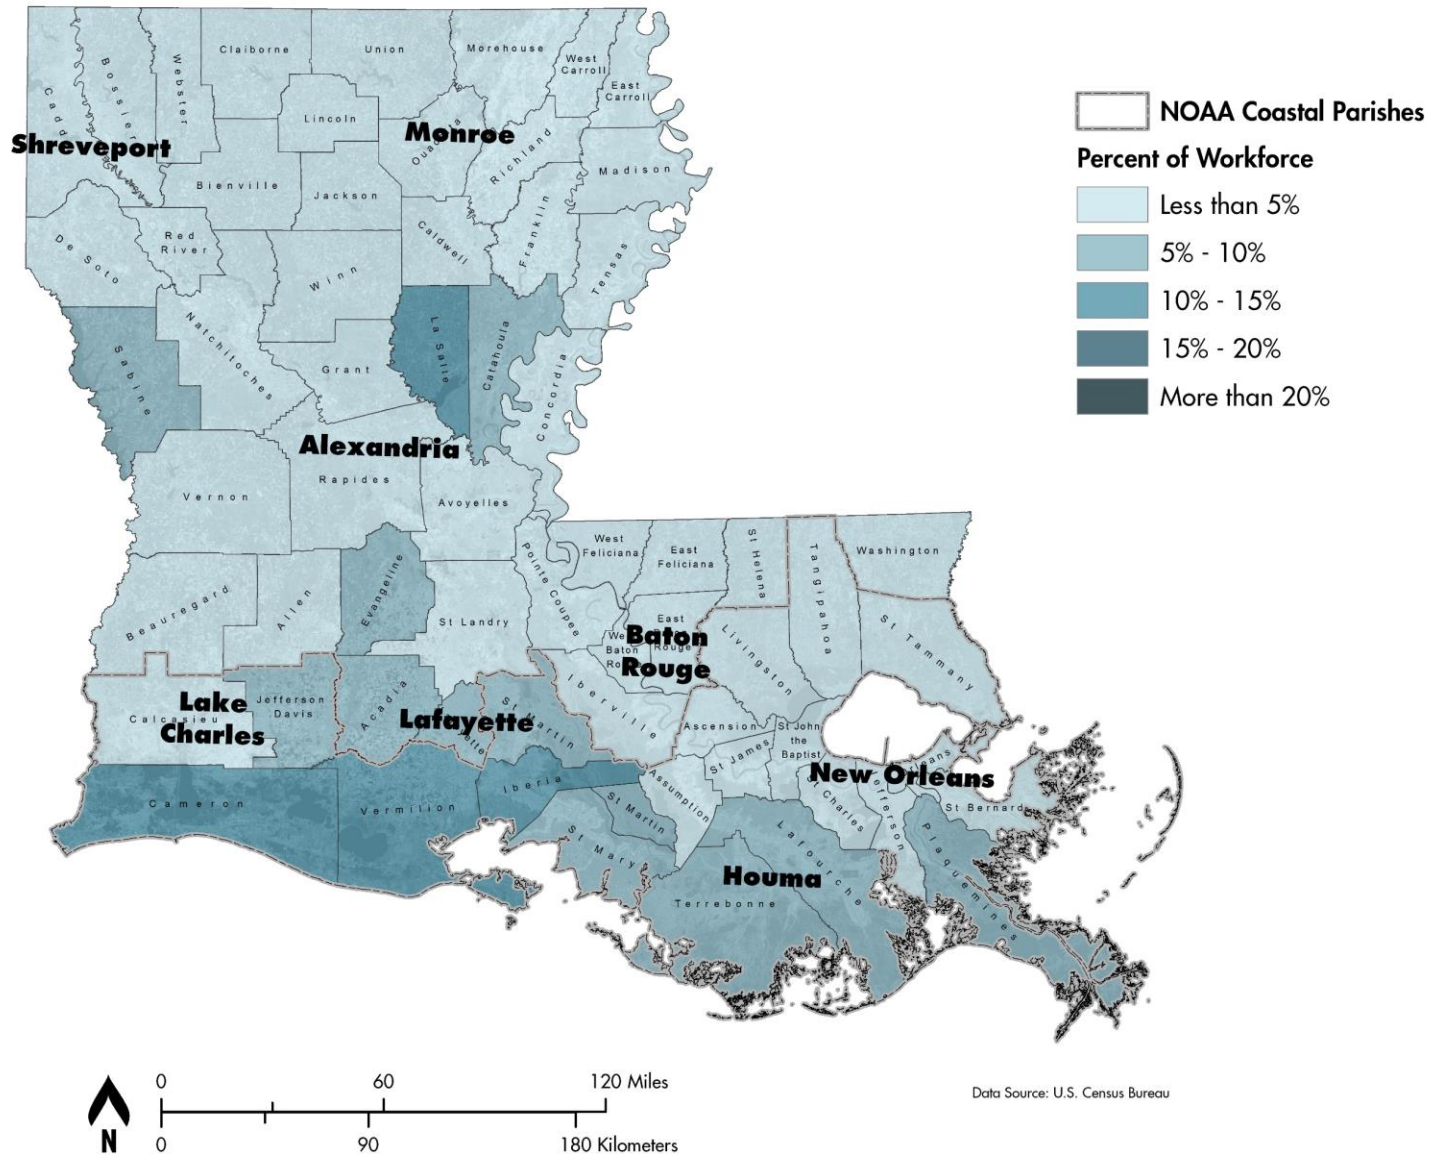 Claiborne
Union
Morehouse
West
Carroll
East
Carroll
Webster
Bossier
Lincoln
Shreveport
Monroe
Richland
Madison
Bienville
Jackson
Caldwell
Franklin
Tensas
De Soto
Red
River
Winn
Natchitoches
Sabine
Grant
La Salle
Catahoula
Concordia
Alexandria
Rapides
Vernon
Avoyelles
Evangeline
Pointe Coupee
West
Feliciana
East
Feliciana
St Helena
Tangipahoa
Washington
Beauregard
Allen
St Landry
East
Baton
Rouge
Baton
Livingston
St Tammany
Lake
Charles
Calcasieu
Jefferson
Davis
Acadia
Lafayette
St Martin
Iberville
Ascension
St James
St John
the
Baptist
New Orleans
St Bernard
St Charles
Jefferson
Assumption
Cameron
Vermilion
Iberia
St Martin
St Mary
Lafourche
Plaquemines
Houma
Terrebonne
NOAA Coastal Parishes
Percent of Workforce
Less than 5%
5% - 10%
10% - 15%
15% - 20%
More than 20%
0 60 120 Miles
0 90 180 Kilometers
N
Data Source: U.S. Census Bureau